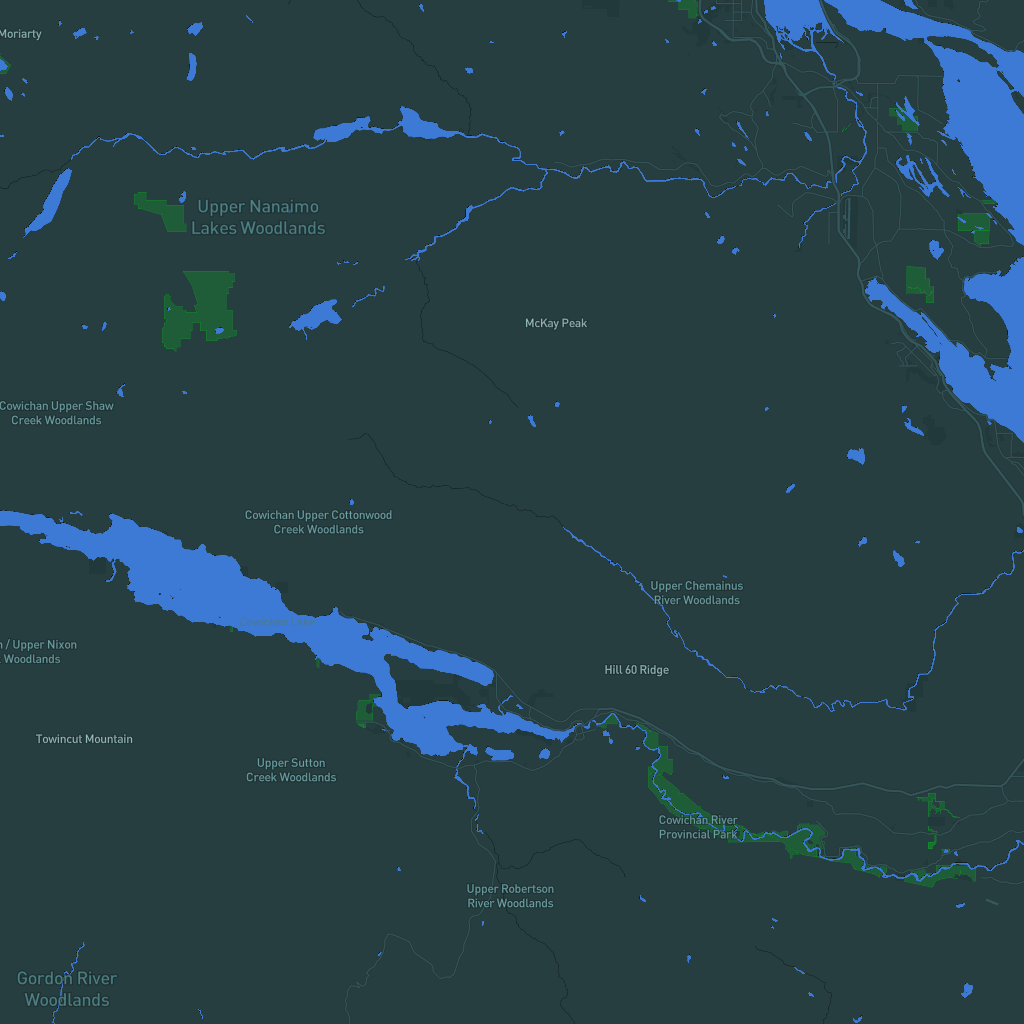 Moriarty
Upper Nanaimo
Lakes Woodlands
McKay Peak
Cowichan Upper Shaw
Creek Woodlands
Cowichan Upper Cottonwood
Creek Woodlands
Upper Chemainus
River Woodlands
Cowichan Lake
/ Upper Nixon
Woodlands
Hill 60 Ridge
Towincut Mountain
Upper Sutton
Creek Woodlands
Cowichan River
Provincial Park
Upper Robertson
River Woodlands
Gordon River
Woodlands